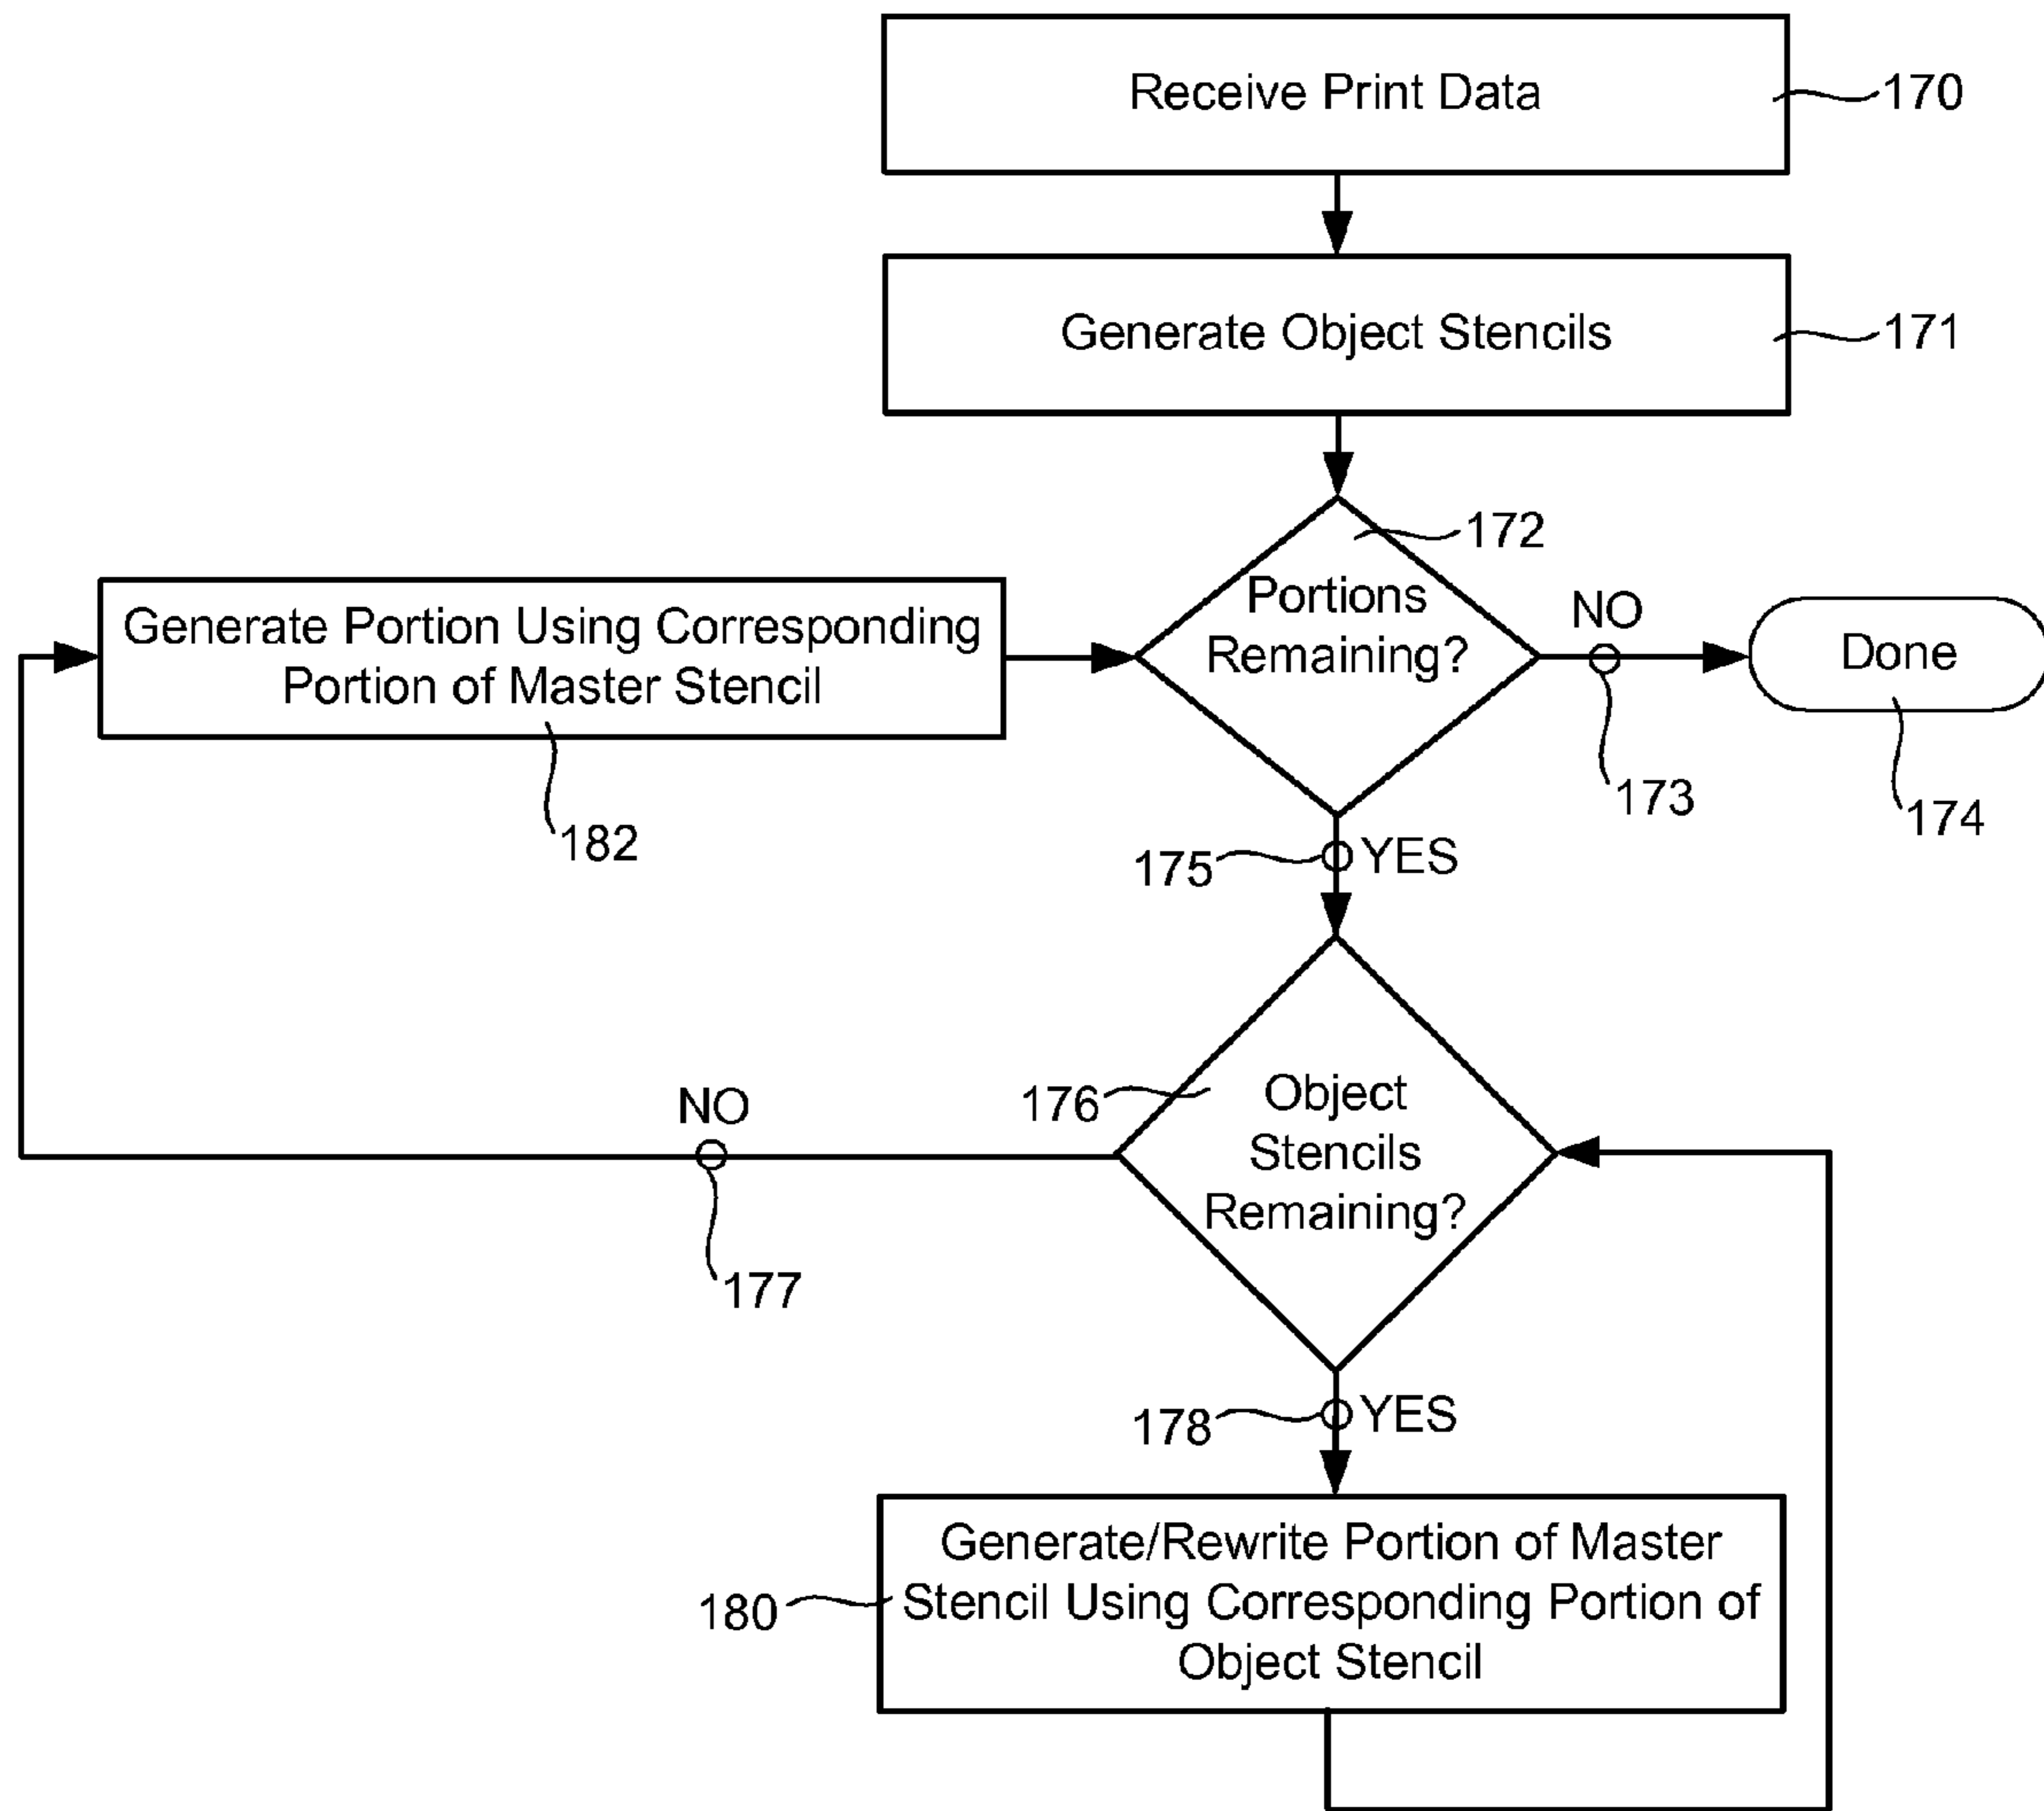 Receive Print Data
170
Generate Object Stencils
171
172
Portions
Remaining?
NO
173
Done
174
Generate Portion Using Corresponding
Portion of Master Stencil
182
175
YES
176
Object
Stencils
Remaining?
NO
177
178
YES
180
Generate/Rewrite Portion of Master
Stencil Using Corresponding Portion of
Object Stencil